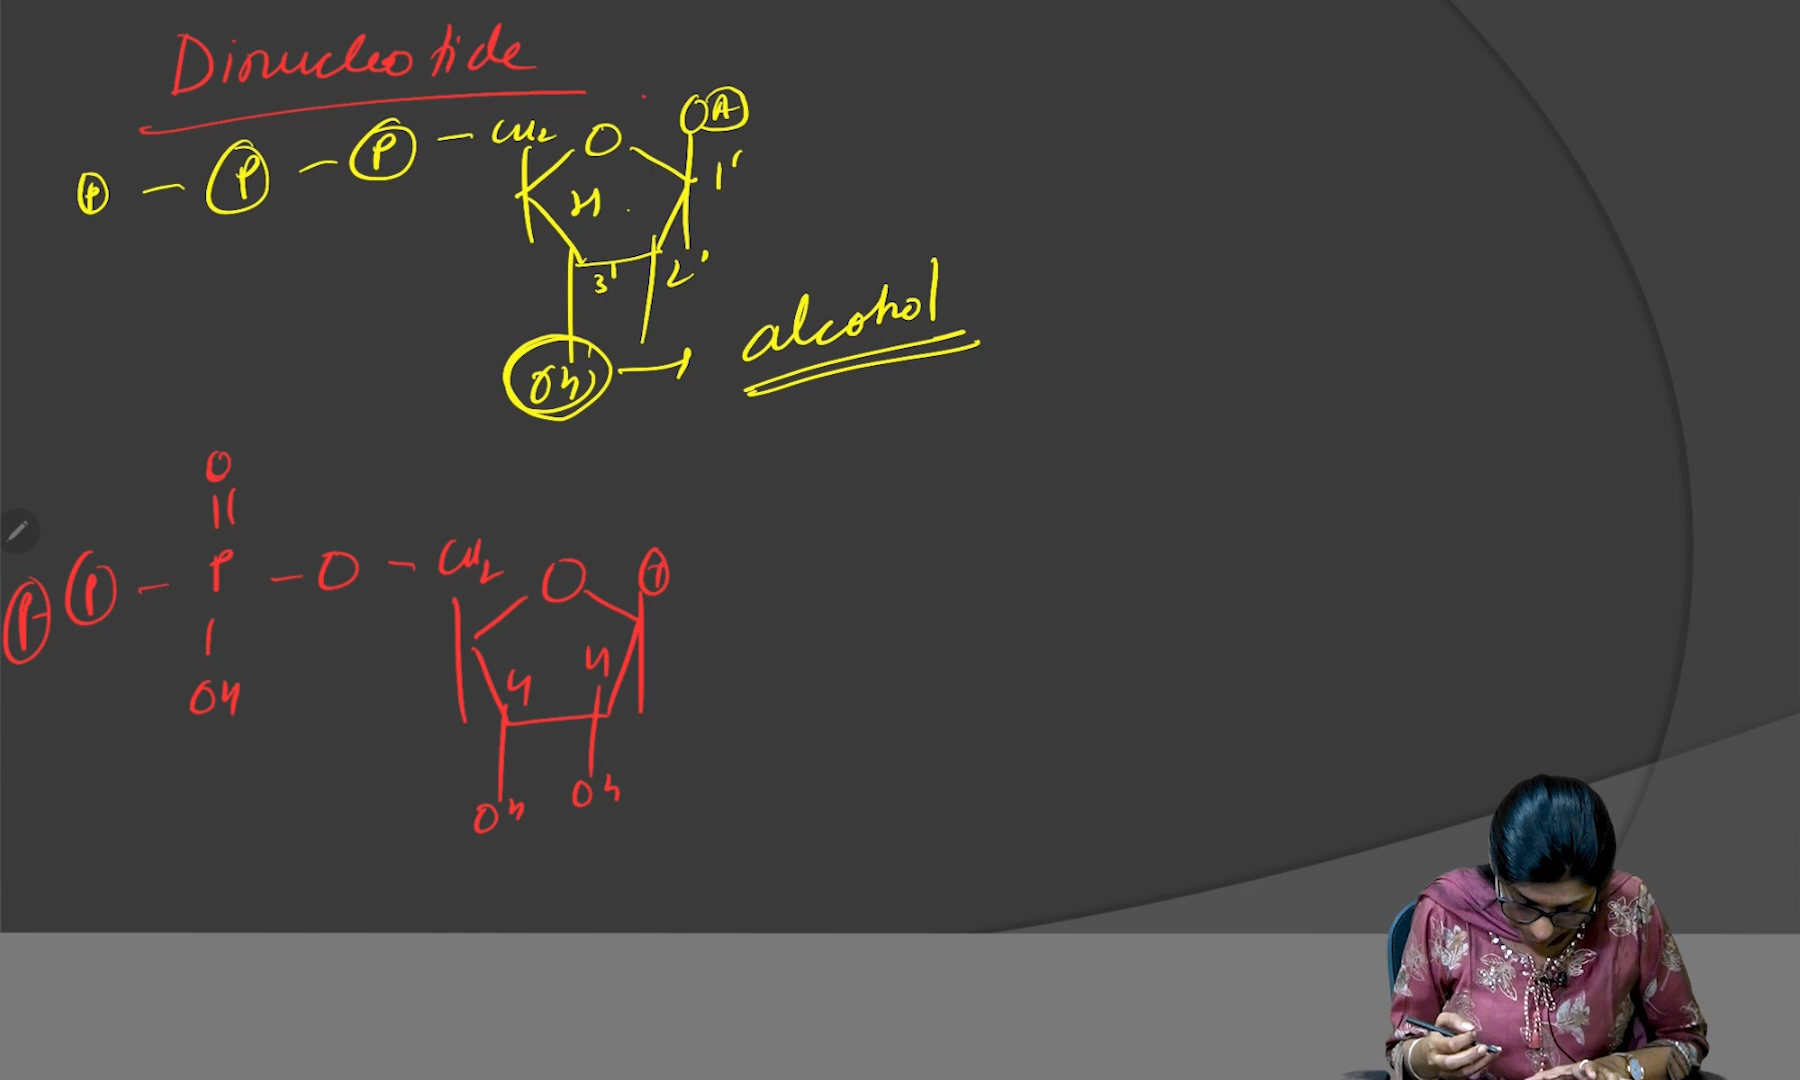 Dinucleotide
P - P - P - CH2 O O A
H 1'
3' 2'
OH → alcohol
O
P P - P - O - CH2 O T
H H
OH
OH OH